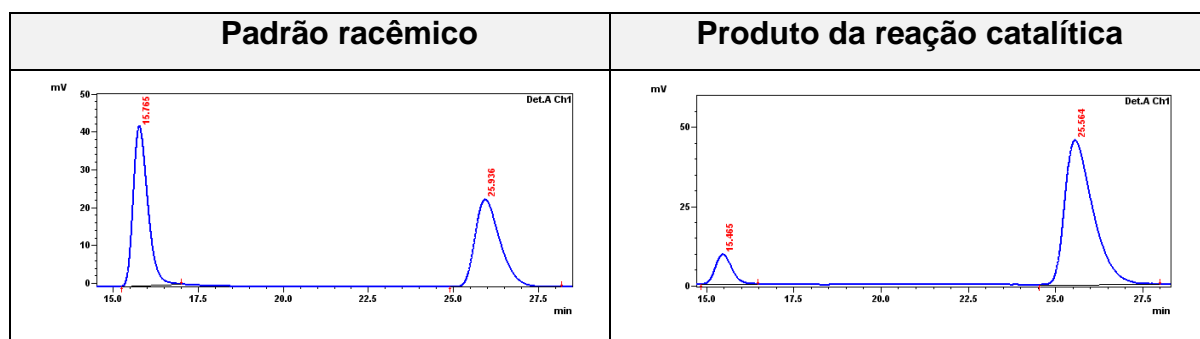 Padrão racêmico
Produto da reação catalítica
mV
50
40
30
20
10
0
15.765
25.936
Det.A Ch1
15.0 17.5 20.0 22.5 25.0 27.5
min
mV
50
25
0
15.465
25.564
Det.A Ch1
15.0 17.5 20.0 22.5 25.0 27.5
min